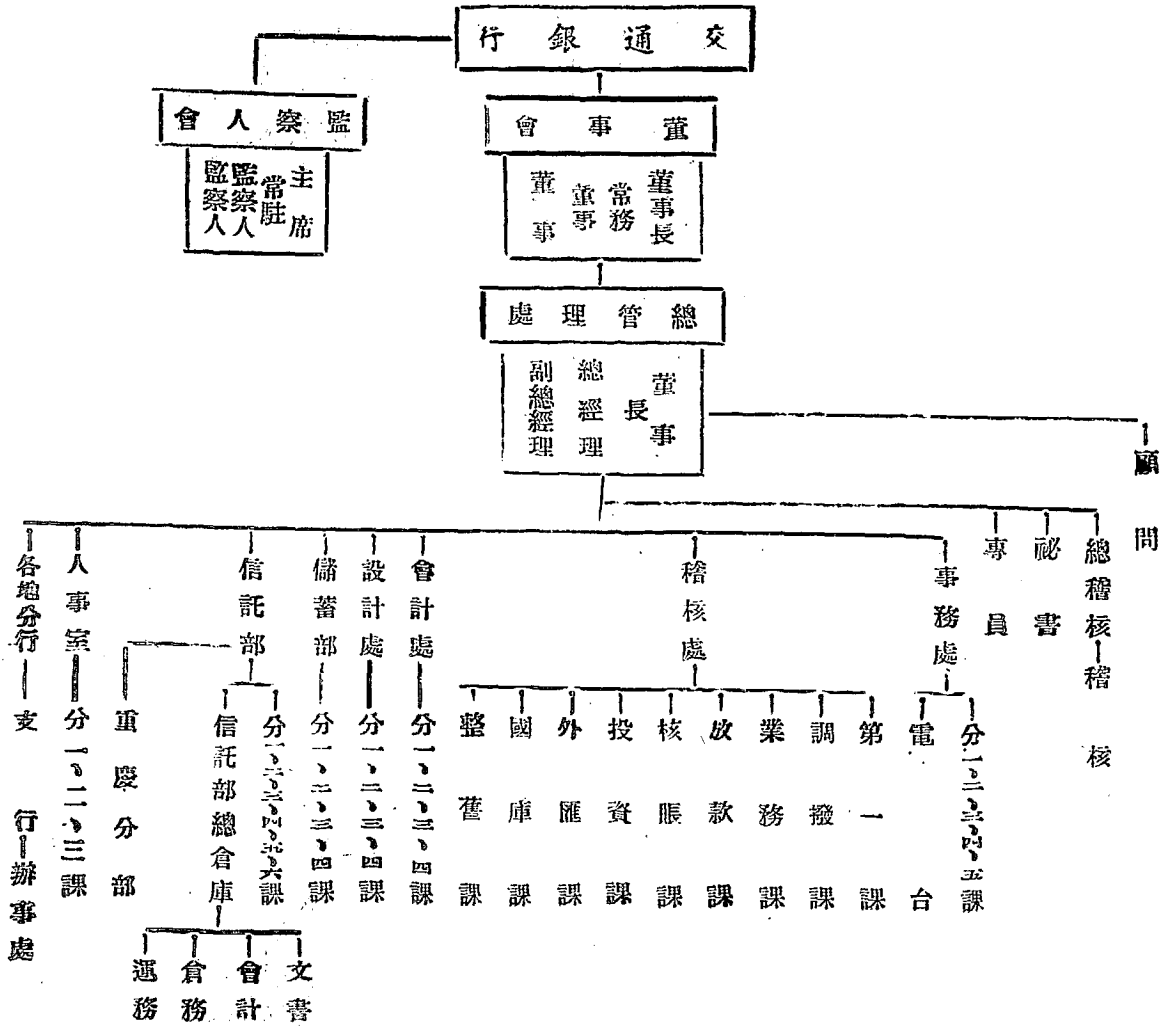 交通銀行
監察人會
主席
常駐監察人
監察人
董事會
董事長
常務董事
董事
總管理處
董事長
總經理
副總經理
顧問
總稽核—稽核
祕書
專員
事務處
分一、二、三、四、五課
電台
稽核處
第一課
調撥課
業務課
放款課
核賬課
投資課
外匯課
國庫課
整舊課
會計處
分一、二、三、四課
設計處
分一、二、三、四課
儲蓄部
分一、二、三、四課
信託部
分一、二、三、四、五、六課
信託部總倉庫
文書
會計
倉務
運務
重慶分部
人事室
分一、二、三課
各地分行—支行—辦事處